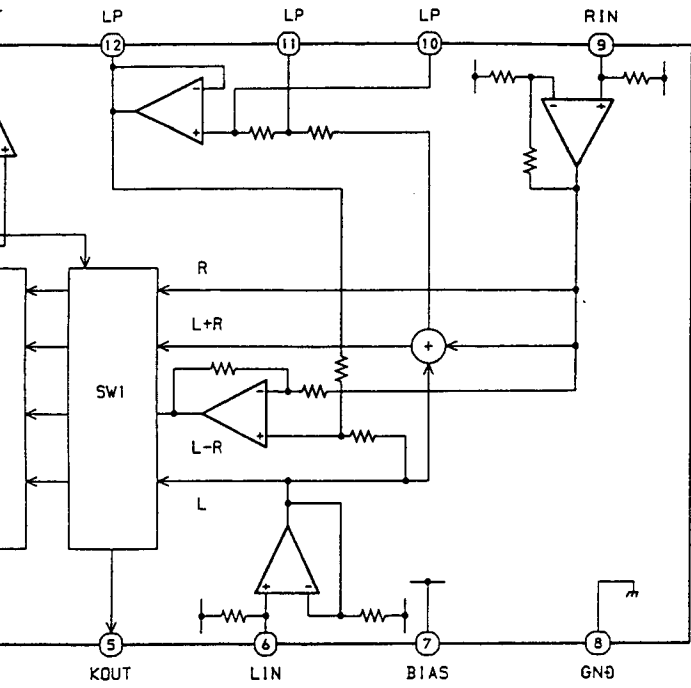 LP LP LP RIN
12 11 10 9
- + - +
+
R
L+R
+
SW1
-
+
L-R
L
+ -
5 6 7 8
KOUT LIN BIAS GND